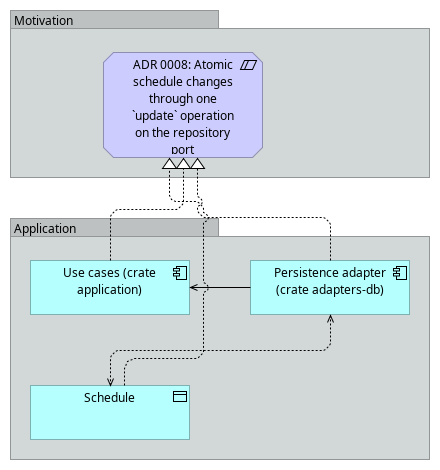 Motivation
ADR 0008: Atomic
schedule changes
through one
`update` operation
on the repository
port
Application
Use cases (crate
application)
Persistence adapter
(crate adapters-db)
Schedule